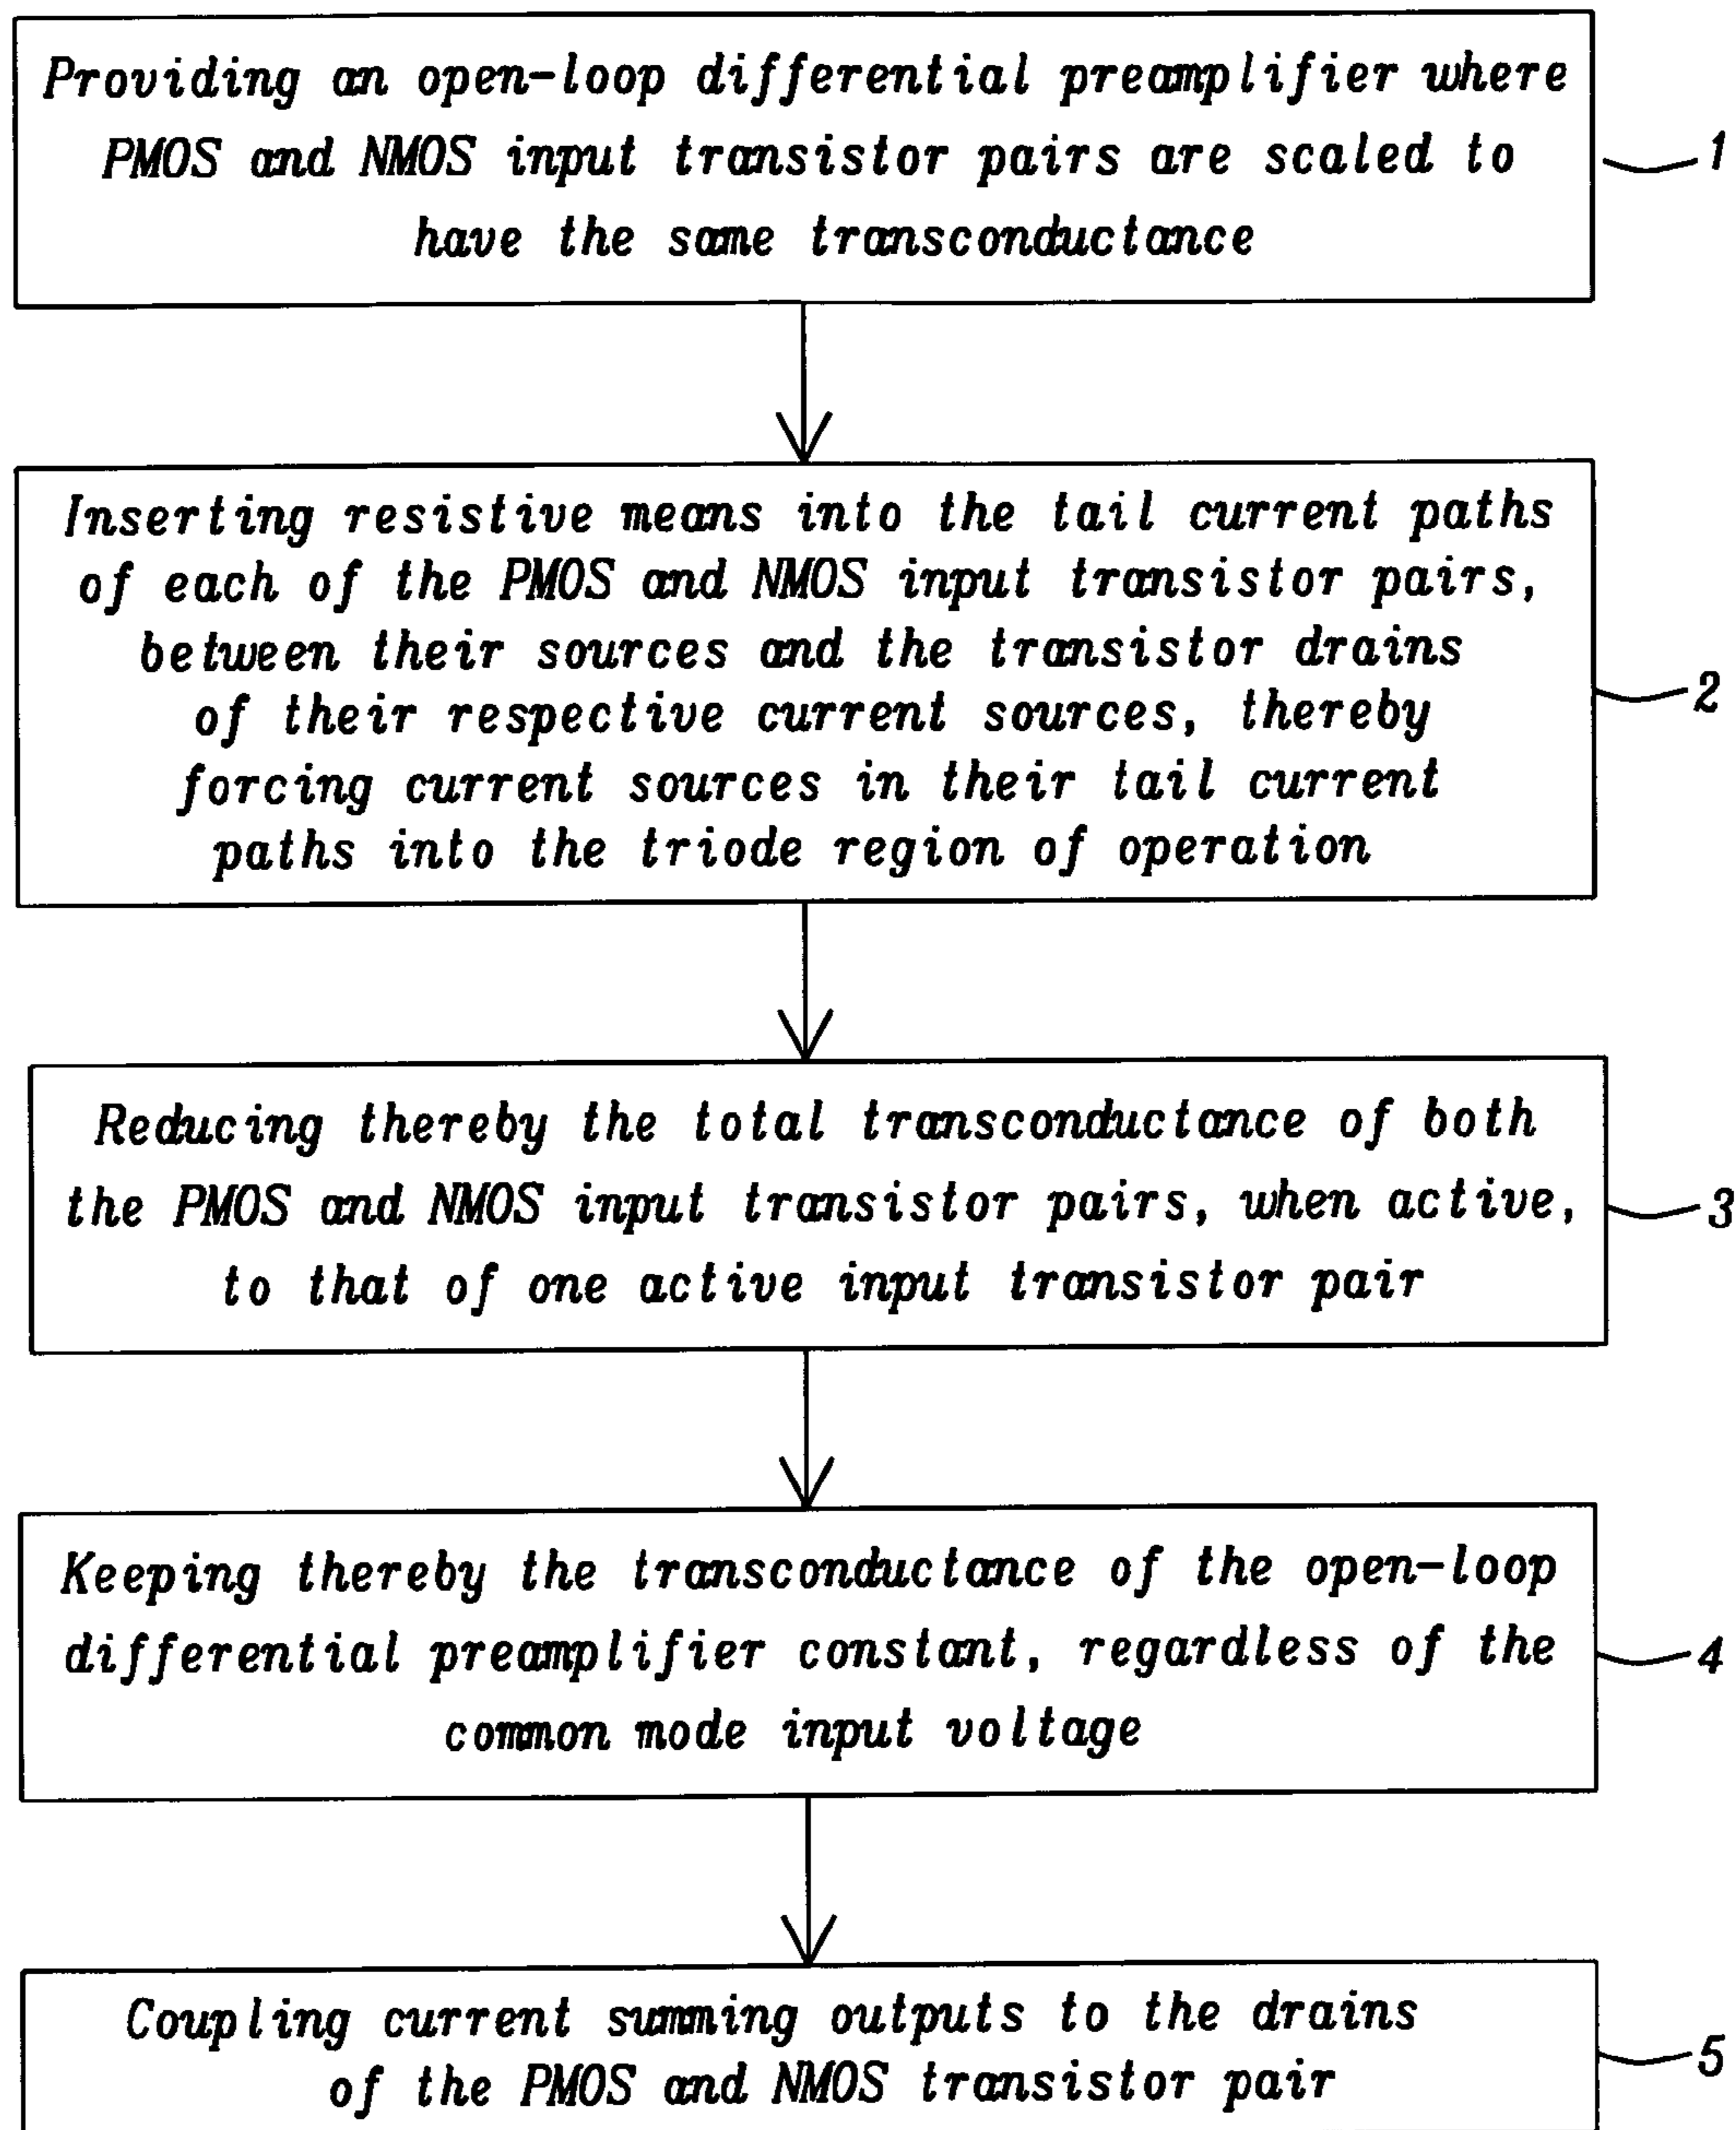 Providing an open-loop differential preamplifier where
PMOS and NMOS input transistor pairs are scaled to
have the same transconductance
1
Inserting resistive means into the tail current paths
of each of the PMOS and NMOS input transistor pairs,
between their sources and the transistor drains
of their respective current sources, thereby
forcing current sources in their tail current
paths into the triode region of operation
2
Reducing thereby the total transconductance of both
the PMOS and NMOS input transistor pairs, when active,
to that of one active input transistor pair
3
Keeping thereby the transconductance of the open-loop
differential preamplifier constant, regardless of the
common mode input voltage
4
Coupling current summing outputs to the drains
of the PMOS and NMOS transistor pair
5